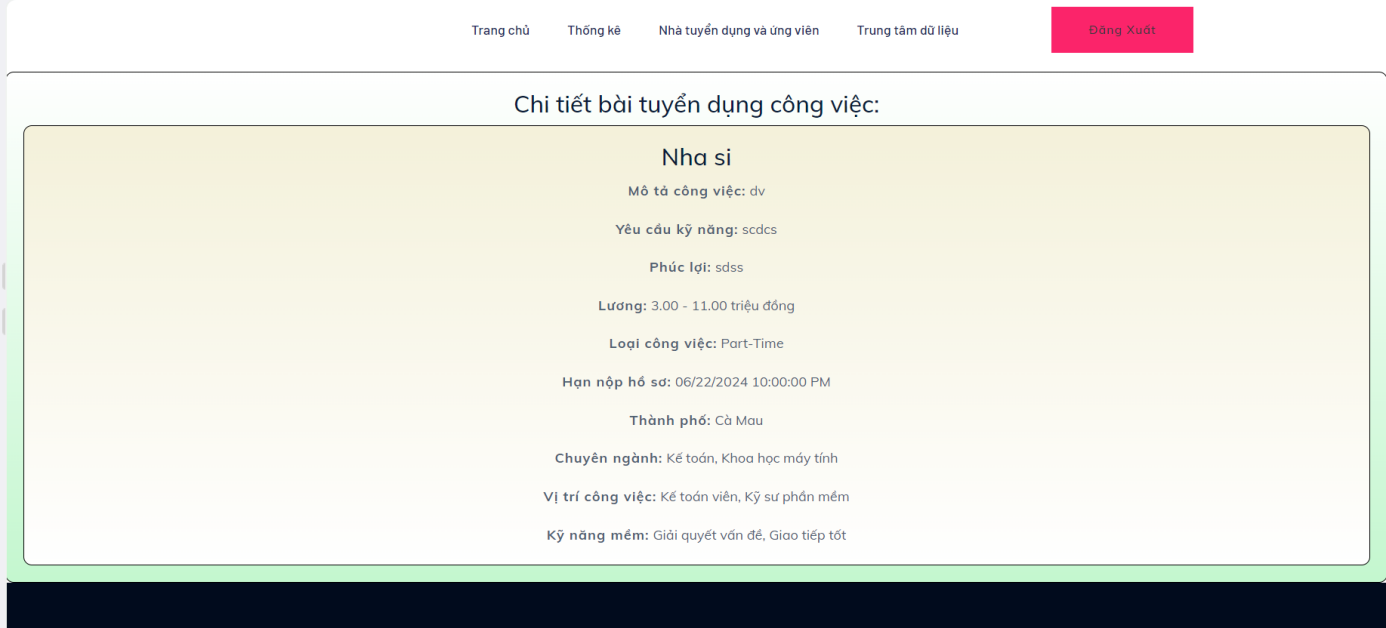 Trang chủ Thống kê Nhà tuyển dụng và ứng viên Trung tâm dữ liệu Đăng Xuất
Chi tiết bài tuyển dụng công việc:
Nha si
Mô tả công việc: dv
Yêu cầu kỹ năng: scdcs
Phúc lợi: sdss
Lương: 3.00 - 11.00 triệu đồng
Loại công việc: Part-Time
Hạn nộp hồ sơ: 06/22/2024 10:00:00 PM
Thành phố: Cà Mau
Chuyên ngành: Kế toán, Khoa học máy tính
Vị trí công việc: Kế toán viên, Kỹ sư phần mềm
Kỹ năng mềm: Giải quyết vấn đề, Giao tiếp tốt